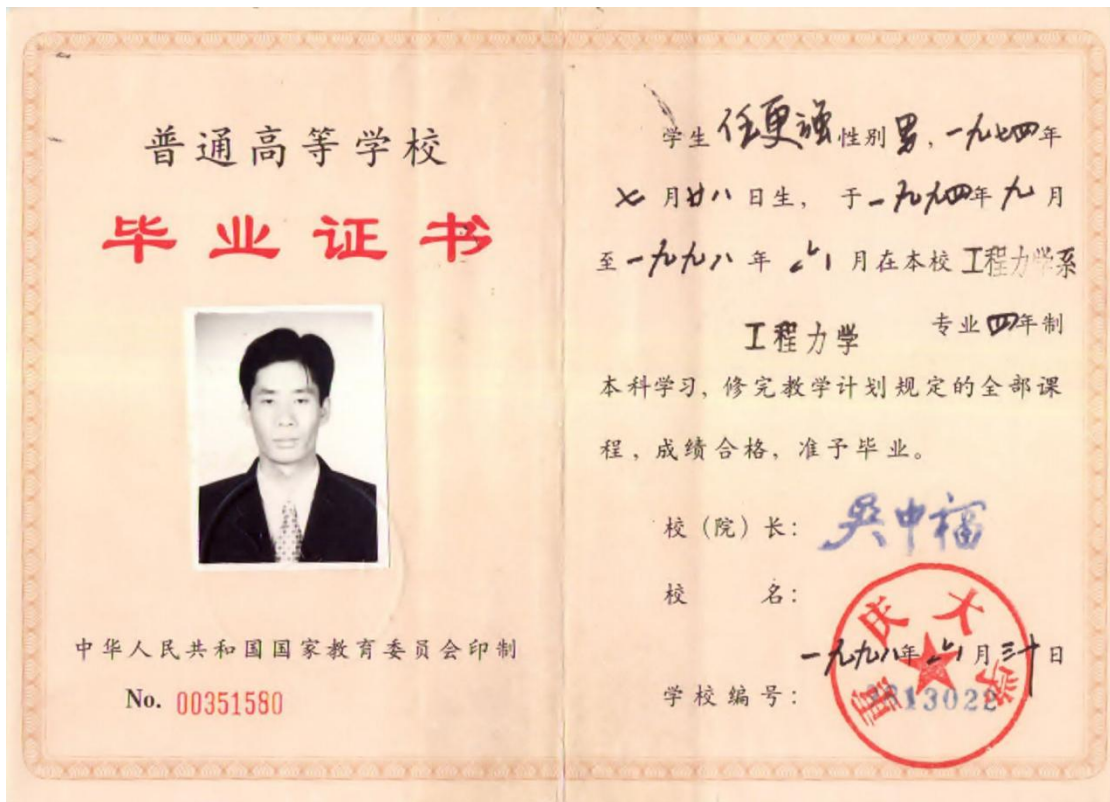 普通高等学校
毕业证书
中华人民共和国国家教育委员会印制
No. 00351580
学生 任更强 性别 男，一九七四年
七月廿八日生，于一九九四年九月
至一九九八年六月在本校 工程力学系
工程力学 专业四年制
本科学习，修完教学计划规定的全部课
程，成绩合格，准予毕业。
校（院）长：吴中福
校 名：
重庆大学
一九九八年六月三十日
学校编号：